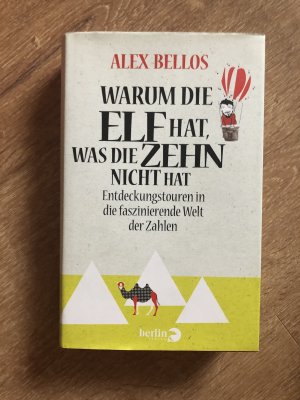 ALEX BELLOS
WARUM DIE
ELF HAT,
WAS DIE ZEHN
NICHT HAT
Entdeckungstouren in
die faszinierende Welt
der Zahlen
berlin